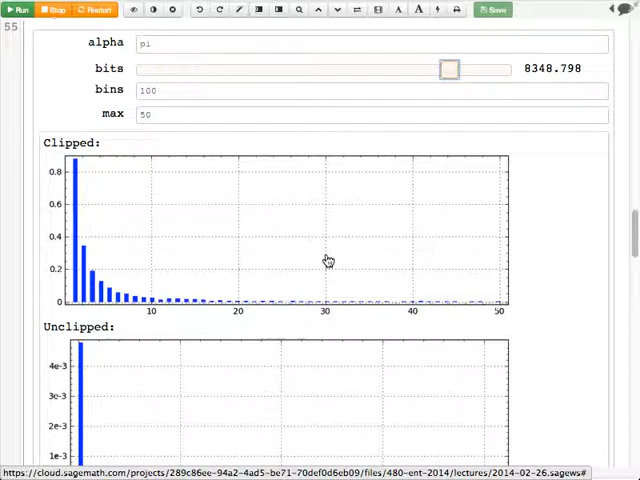 Run Stop Restart Save
55
alpha pi
bits 8348.798
bins 100
max 50
Clipped:
0.8
0.6
0.4
0.2
0
10 20 30 40 50
Unclipped:
4e-3
3e-3
2e-3
1e-3
https://cloud.sagemath.com/projects/289c86ee-94a2-4ad5-be71-70def0d6eb09/files/480-ent-2014/lectures/2014-02-26.sagews#